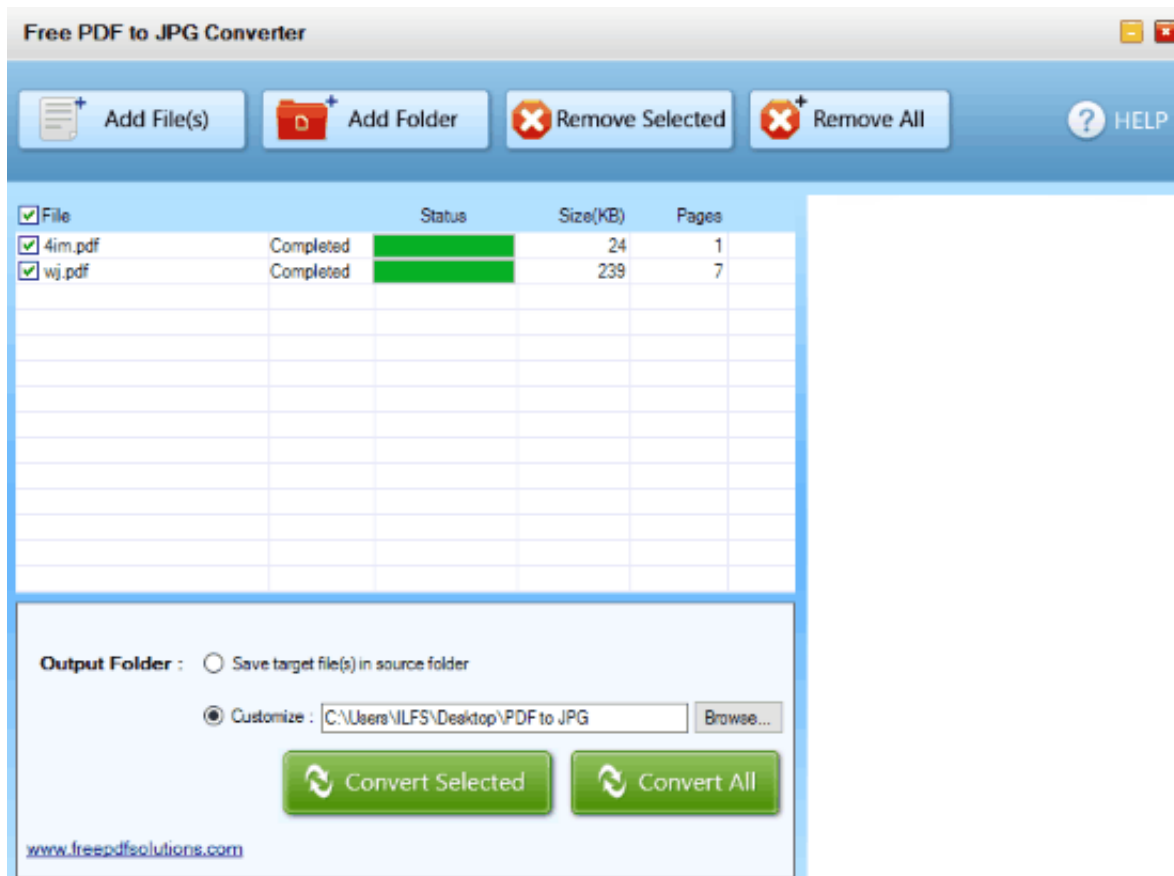 Free PDF to JPG Converter
Add File(s) Add Folder Remove Selected Remove All HELP
File Status Size(KB) Pages
4im.pdf Completed 24 1
wj.pdf Completed 239 7
Output Folder : Save target file(s) in source folder
Customize : C:\Users\ILFS\Desktop\PDF to JPG Browse...
Convert Selected Convert All
www.freepdfsolutions.com